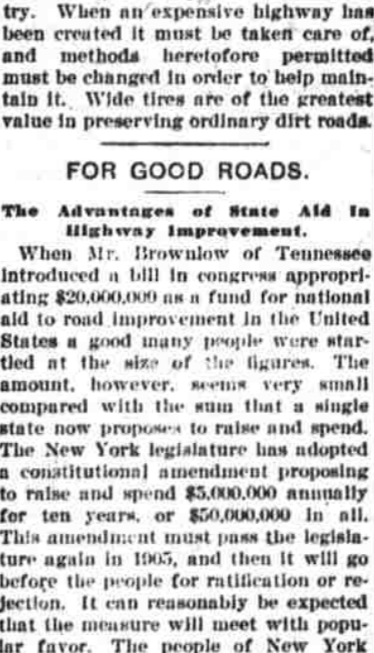 try. When an expensive highway has
been created it must be taken care of,
and methods heretofore permitted
must be changed in order to help main-
tain it. Wide tires are of the greatest
value in preserving ordinary dirt roads.
FOR GOOD ROADS.
The Advantages of State Aid In
Highway Improvement.
When Mr. Brownlow of Tennessee
introduced a bill in congress appropri-
ating $20,000,000 as a fund for national
aid to road improvement in the United
States a good many people were star-
tled at the size of the figures. The
amount, however, seems very small
compared with the sum that a single
state now proposes to raise and spend.
The New York legislature has adopted
a constitutional amendment proposing
to raise and spend $5,000,000 annually
for ten years, or $50,000,000 in all.
This amendment must pass the legisla-
ture again in 1905, and then it will go
before the people for ratification or re-
jection. It can reasonably be expected
that the measure will meet with popu-
lar favor. The people of New York